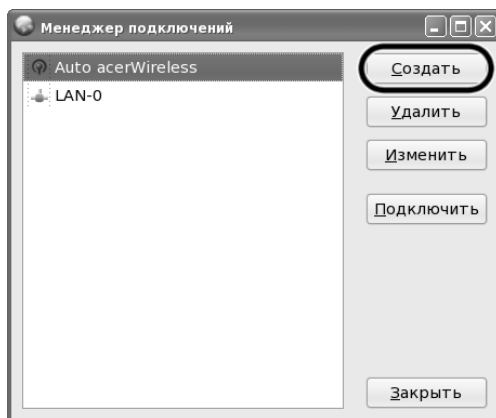 Менеджер подключений
Auto acerWireless
LAN-0
Создать
Удалить
Изменить
Подключить
Закрыть